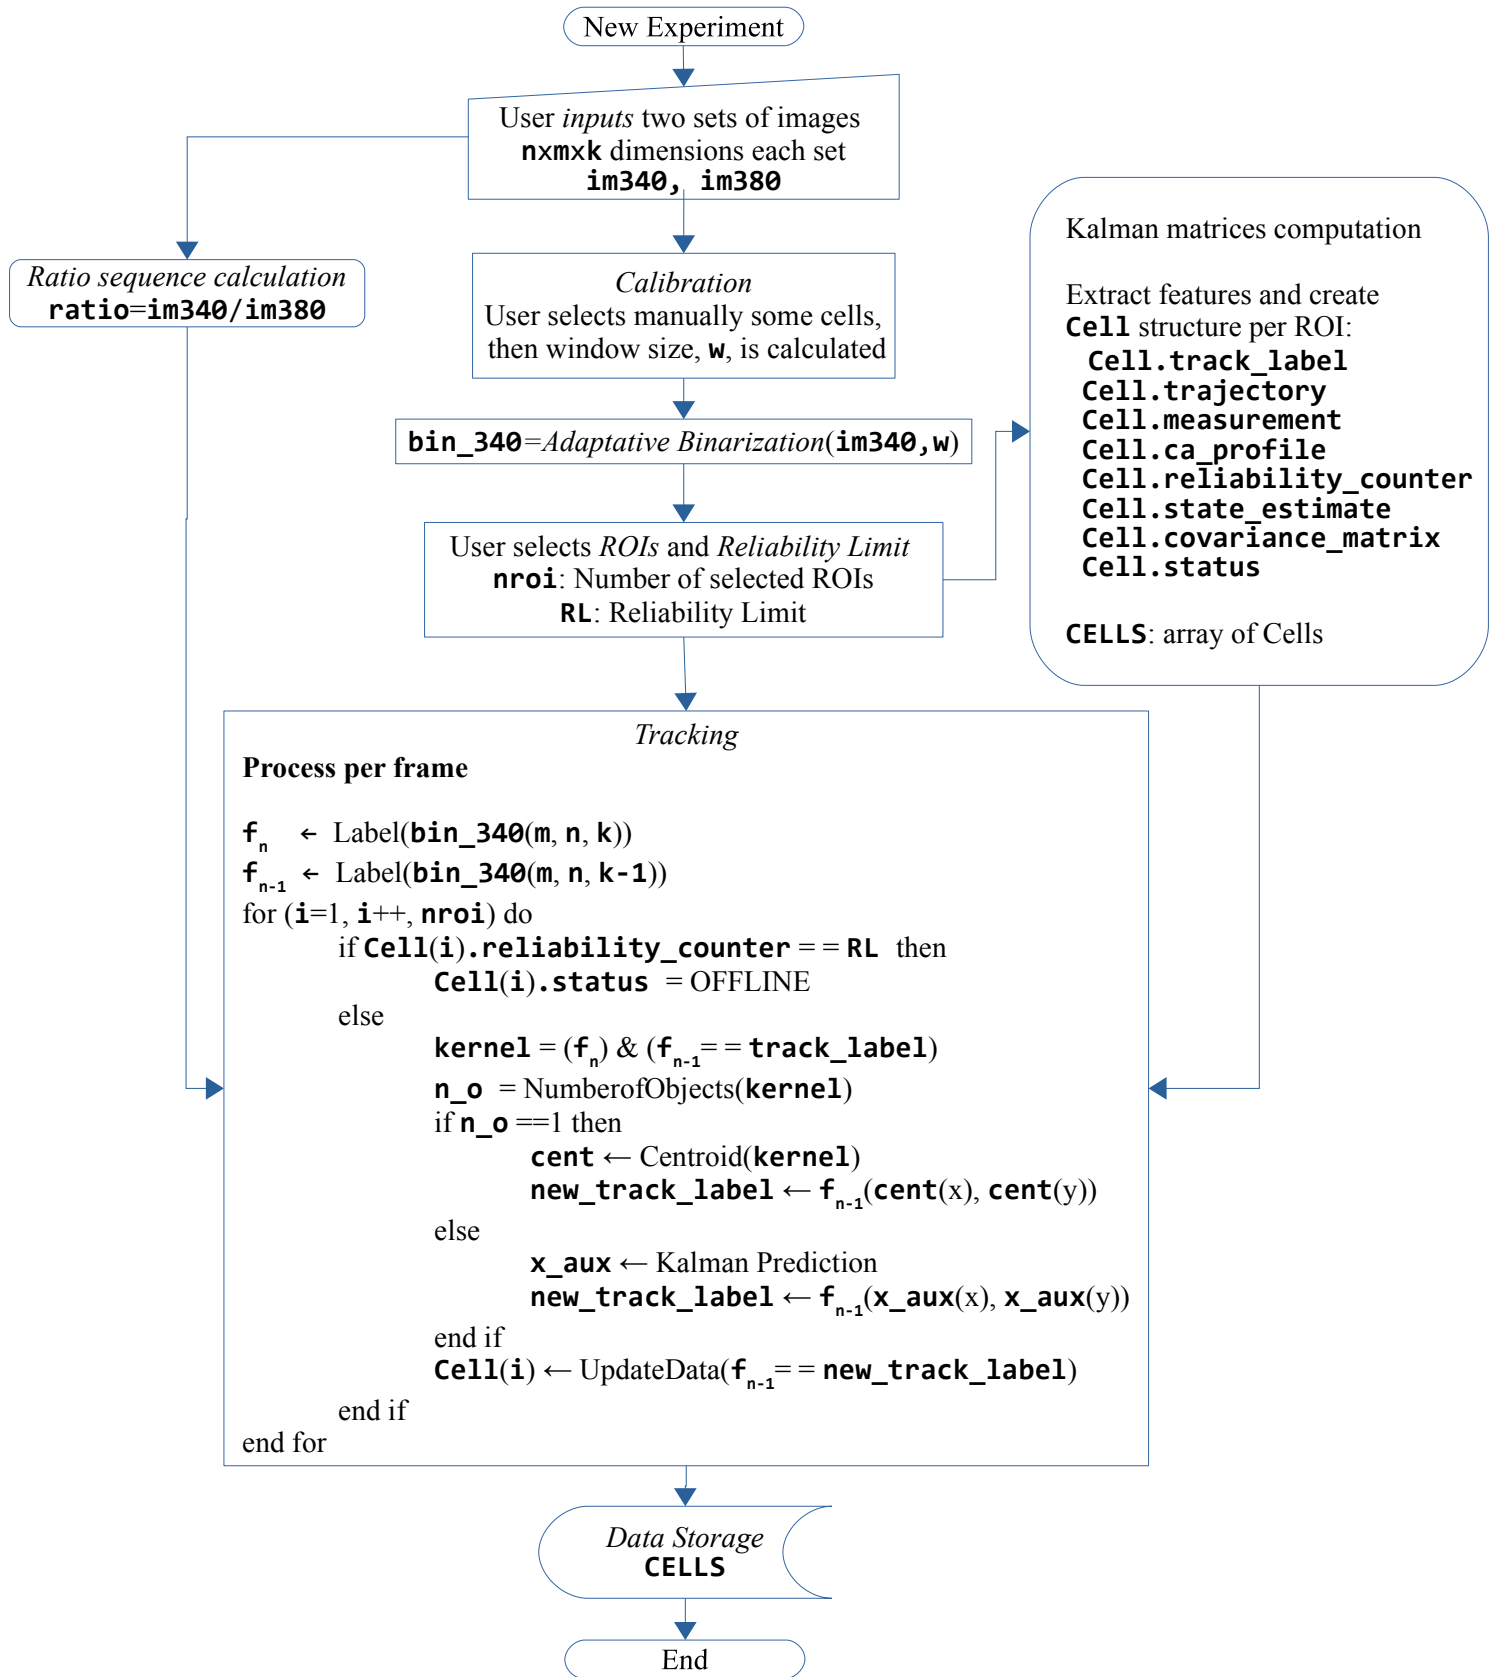 New Experiment
User inputs two sets of images
nxmxk dimensions each set
im340, im380
Ratio sequence calculation
ratio=im340/im380
Calibration
User selects manually some cells,
then window size, w, is calculated
bin_340=Adaptative Binarization(im340,w)
User selects ROIs and Reliability Limit
nroi: Number of selected ROIs
RL: Reliability Limit
Kalman matrices computation
Extract features and create
Cell structure per ROI:
Cell.track_label
Cell.trajectory
Cell.measurement
Cell.ca_profile
Cell.reliability_counter
Cell.state_estimate
Cell.covariance_matrix
Cell.status
CELLS: array of Cells
Tracking
Process per frame
fn ← Label(bin_340(m, n, k))
fn-1 ← Label(bin_340(m, n, k-1))
for (i=1, i++, nroi) do
if Cell(i).reliability_counter = = RL then
Cell(i).status = OFFLINE
else
kernel = (fn) & (fn-1= = track_label)
n_o = NumberofObjects(kernel)
if n_o ==1 then
cent ← Centroid(kernel)
new_track_label ← fn-1(cent(x), cent(y))
else
x_aux ← Kalman Prediction
new_track_label ← fn-1(x_aux(x), x_aux(y))
end if
Cell(i) ← UpdateData(fn-1= = new_track_label)
end if
end for
Data Storage
CELLS
End